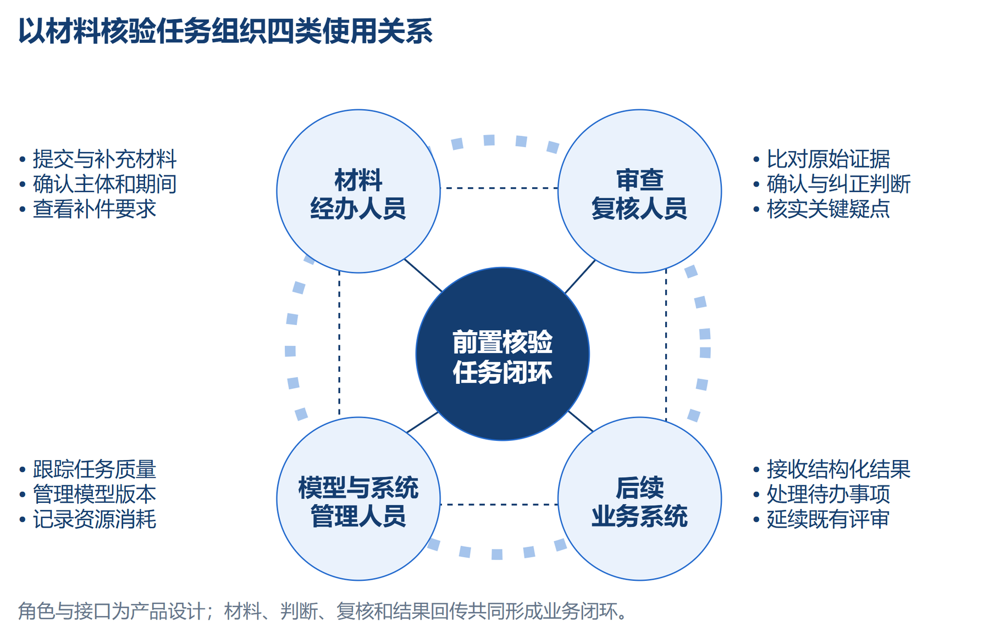 以材料核验任务组织四类使用关系
• 提交与补充材料
• 确认主体和期间
• 查看补件要求
材料
经办人员
审查
复核人员
• 比对原始证据
• 确认与纠正判断
• 核实关键疑点
前置核验
任务闭环
• 跟踪任务质量
• 管理模型版本
• 记录资源消耗
模型与系统
管理人员
后续
业务系统
• 接收结构化结果
• 处理待办事项
• 延续既有评审
角色与接口为产品设计；材料、判断、复核和结果回传共同形成业务闭环。